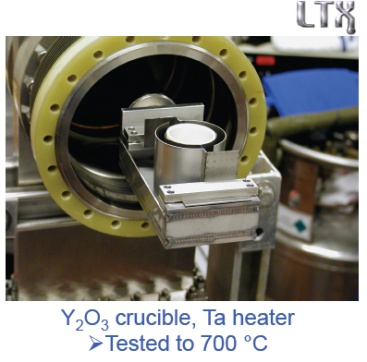 LTX
Y₂O₃ crucible, Ta heater
➢Tested to 700 °C